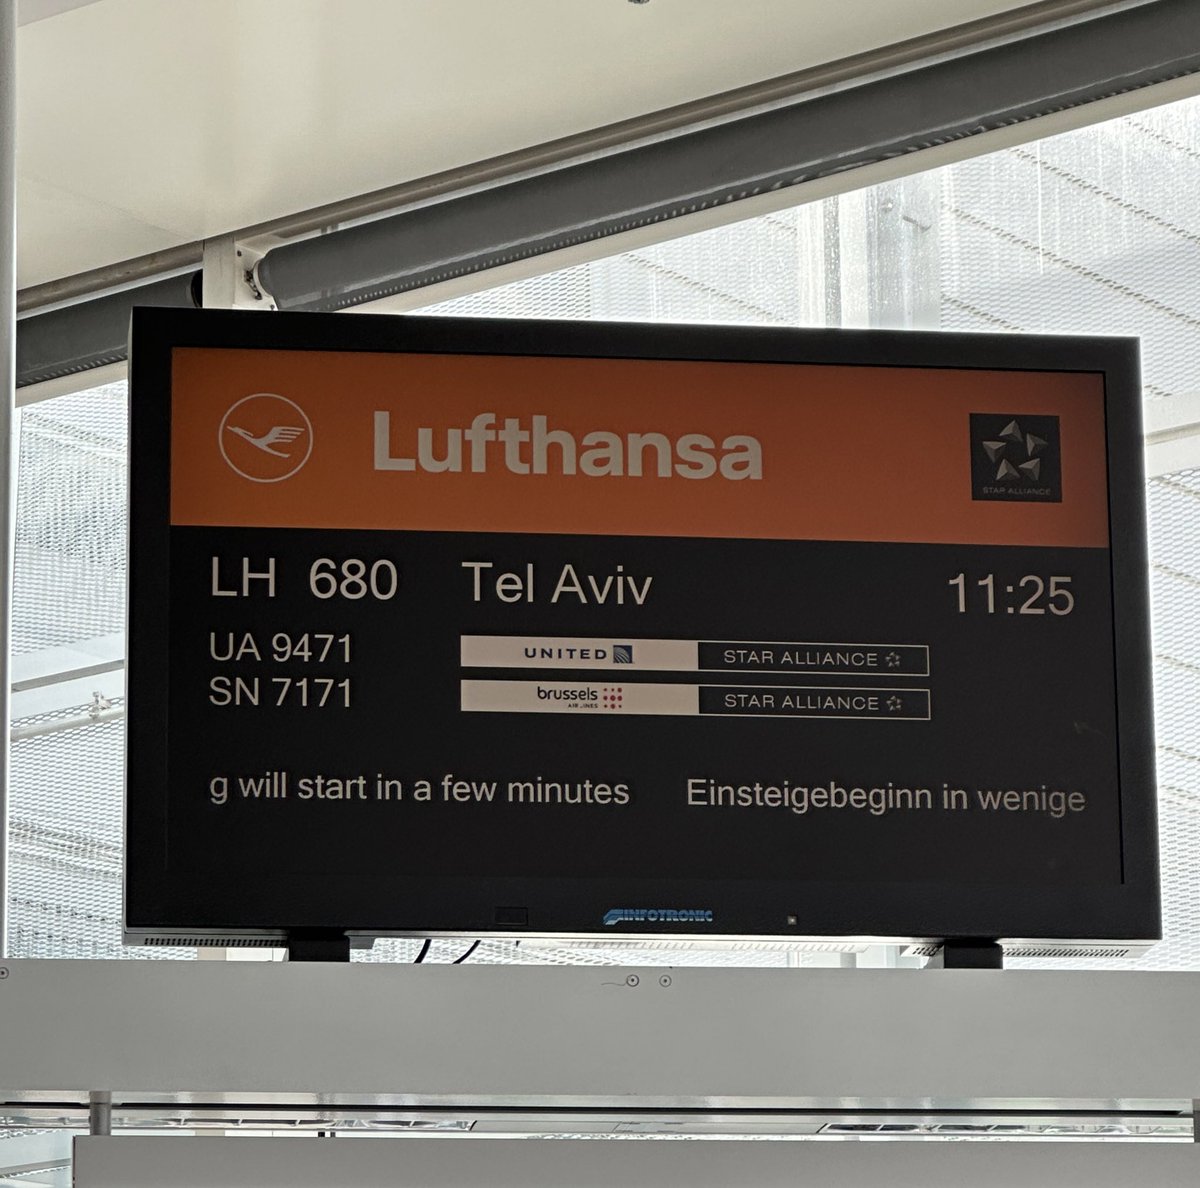 Lufthansa
STAR ALLIANCE
LH 680 Tel Aviv 11:25
UA 9471 UNITED STAR ALLIANCE
SN 7171 brussels AIRLINES STAR ALLIANCE
g will start in a few minutes Einsteigebeginn in wenige
INFOTRONIC